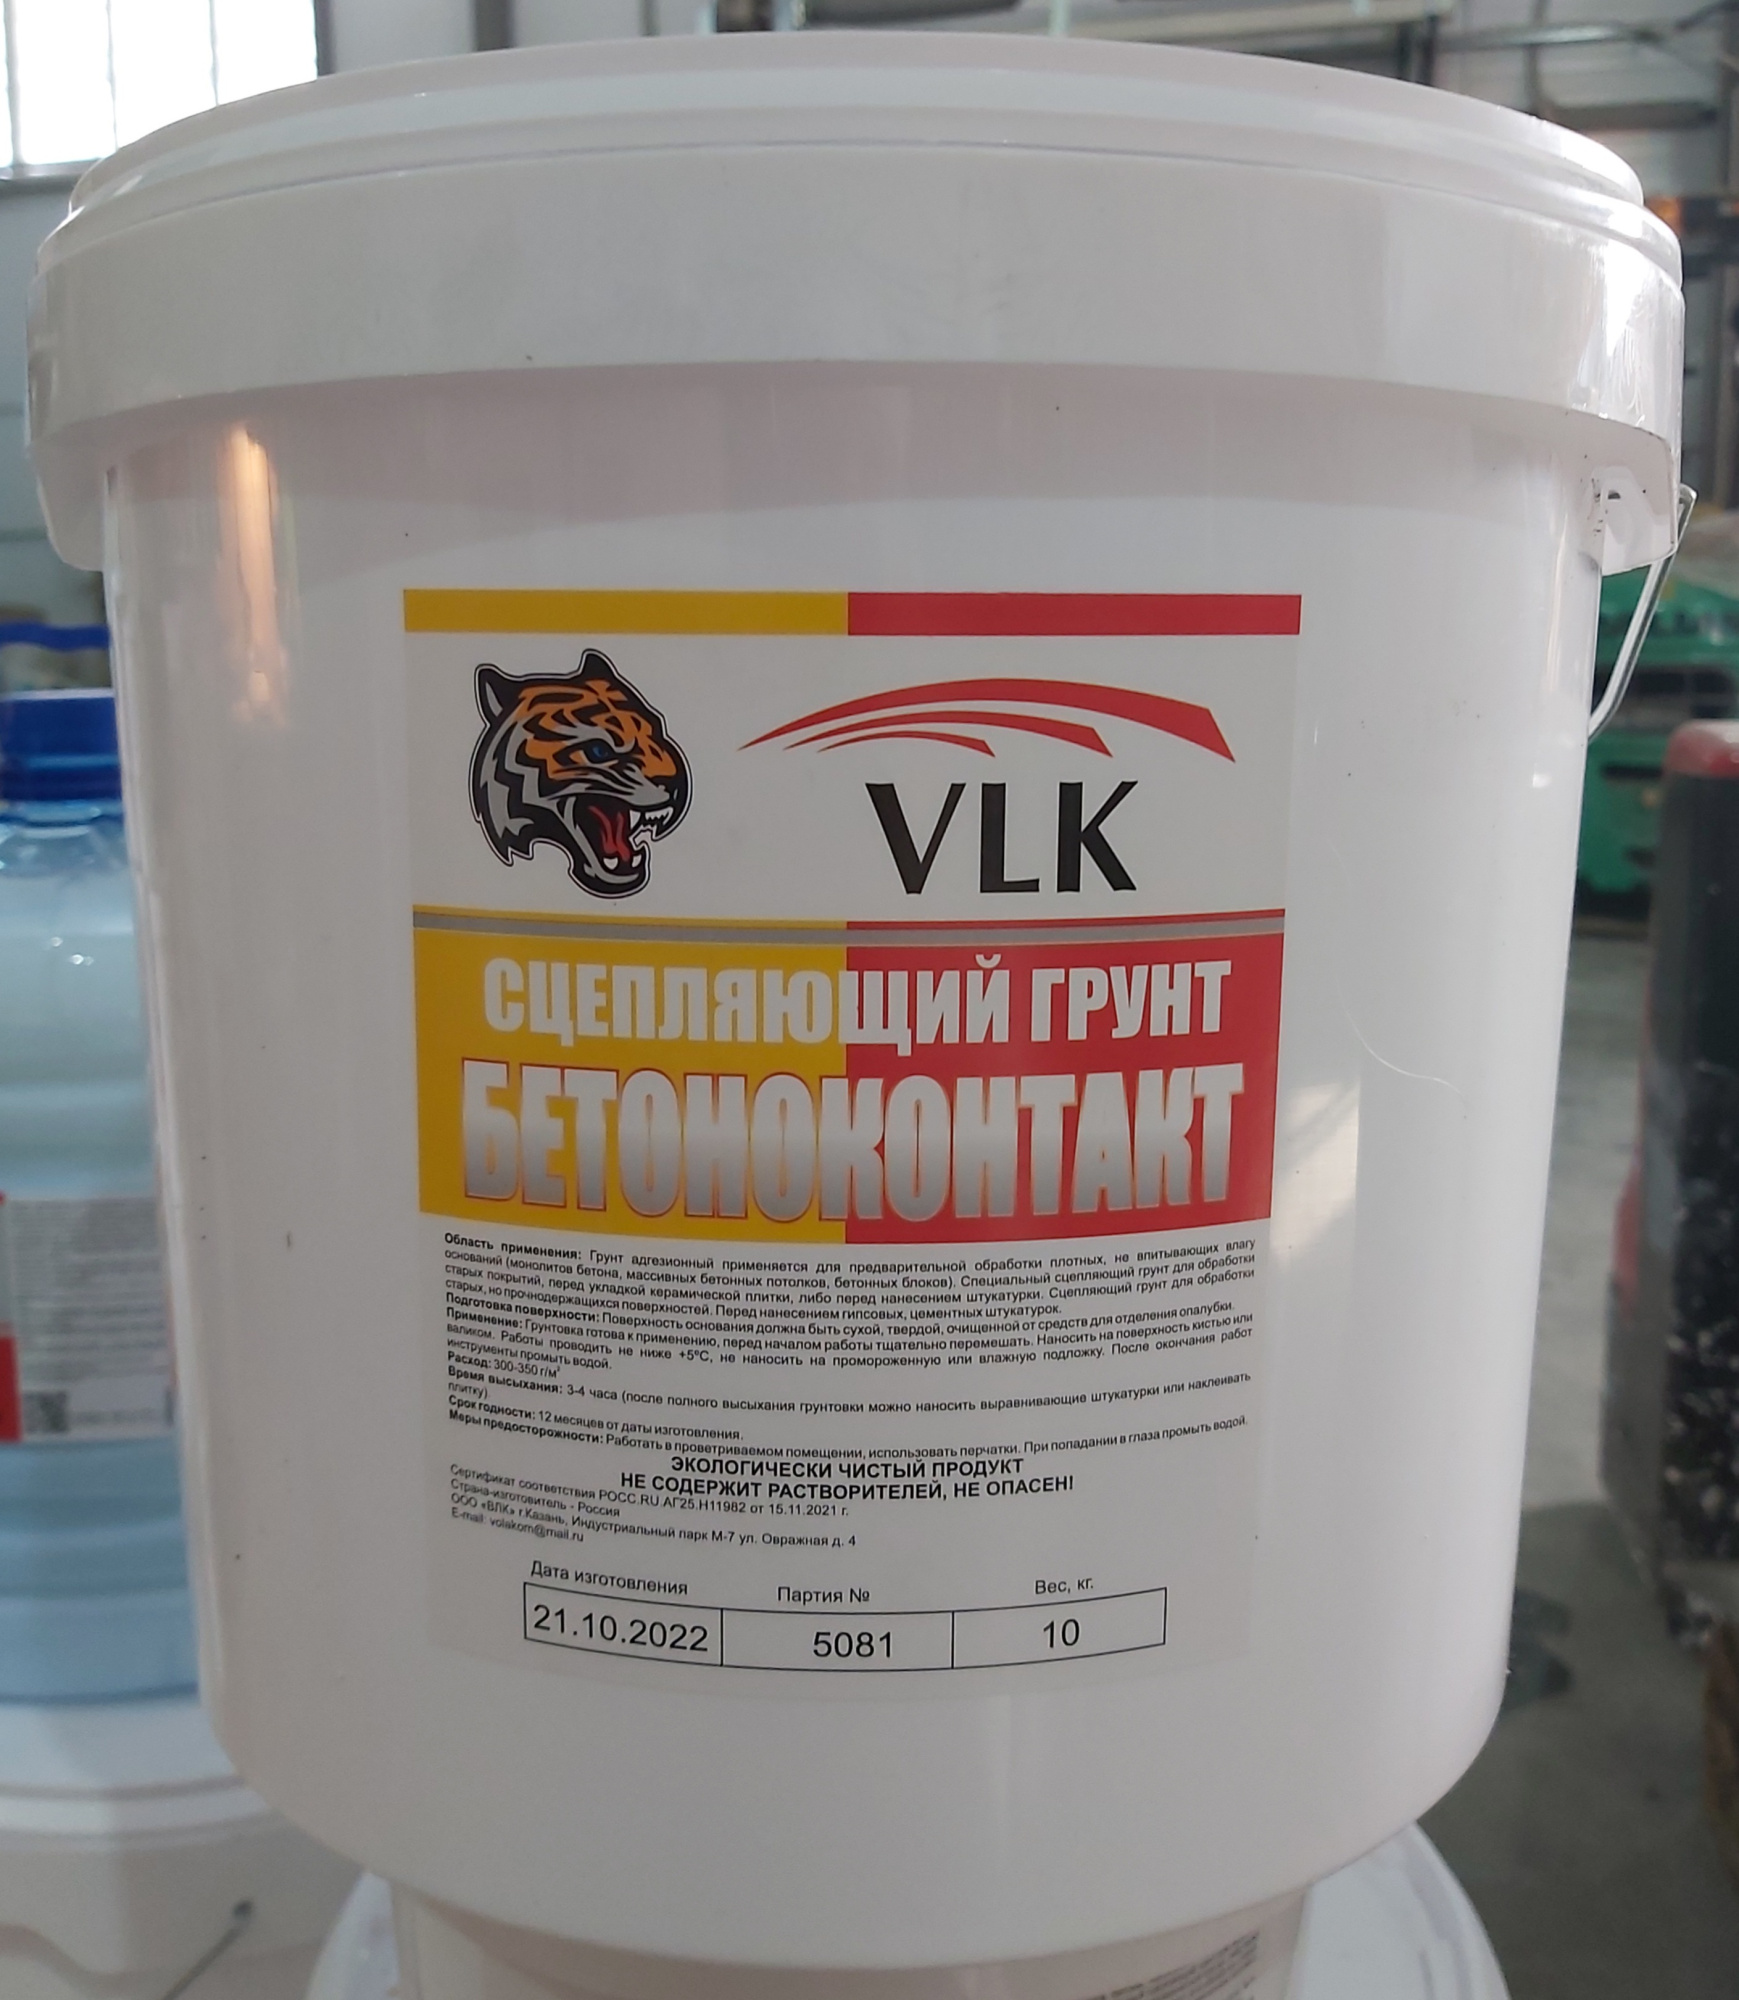 VLK
СЦЕПЛЯЮЩИЙ ГРУНТ
БЕТОНОКОНТАКТ
Область применения: Грунт адгезионный применяется для предварительной обработки плотных, не впитывающих влагу
оснований (монолитов бетона, массивных бетонных потолков, бетонных блоков). Специальный сцепляющий грунт для обработки
старых покрытий, перед укладкой керамической плитки, либо перед нанесением штукатурки. Сцепляющий грунт для обработки
старых, но прочнодержащихся поверхностей. Перед нанесением гипсовых, цементных штукатурок.
Подготовка поверхности: Поверхность основания должна быть сухой, твердой, очищенной от средств для отделения опалубки.
Применение: Грунтовка готова к применению, перед началом работы тщательно перемешать. Наносить на поверхность кистью или
валиком. Работы проводить не ниже +5°С, не наносить на промороженную или влажную подложку. После окончания работ
инструменты промыть водой.
Расход: 300-350 г/м²
Время высыхания: 3-4 часа (после полного высыхания грунтовки можно наносить выравнивающие штукатурки или наклеивать
плитку)
Срок годности: 12 месяцев от даты изготовления.
Меры предосторожности: Работать в проветриваемом помещении, использовать перчатки. При попадании в глаза промыть водой.
ЭКОЛОГИЧЕСКИ ЧИСТЫЙ ПРОДУКТ
НЕ СОДЕРЖИТ РАСТВОРИТЕЛЕЙ, НЕ ОПАСЕН!
Сертификат соответствия РОСС.RU.АГ25.Н11982 от 15.11.2021 г.
Страна-изготовитель - Россия
ООО «ВЛК» г.Казань, Индустриальный парк М-7 ул. Овражная д. 4
E-mail: volakom@mail.ru
Дата изготовления Партия № Вес, кг.
21.10.2022 5081 10